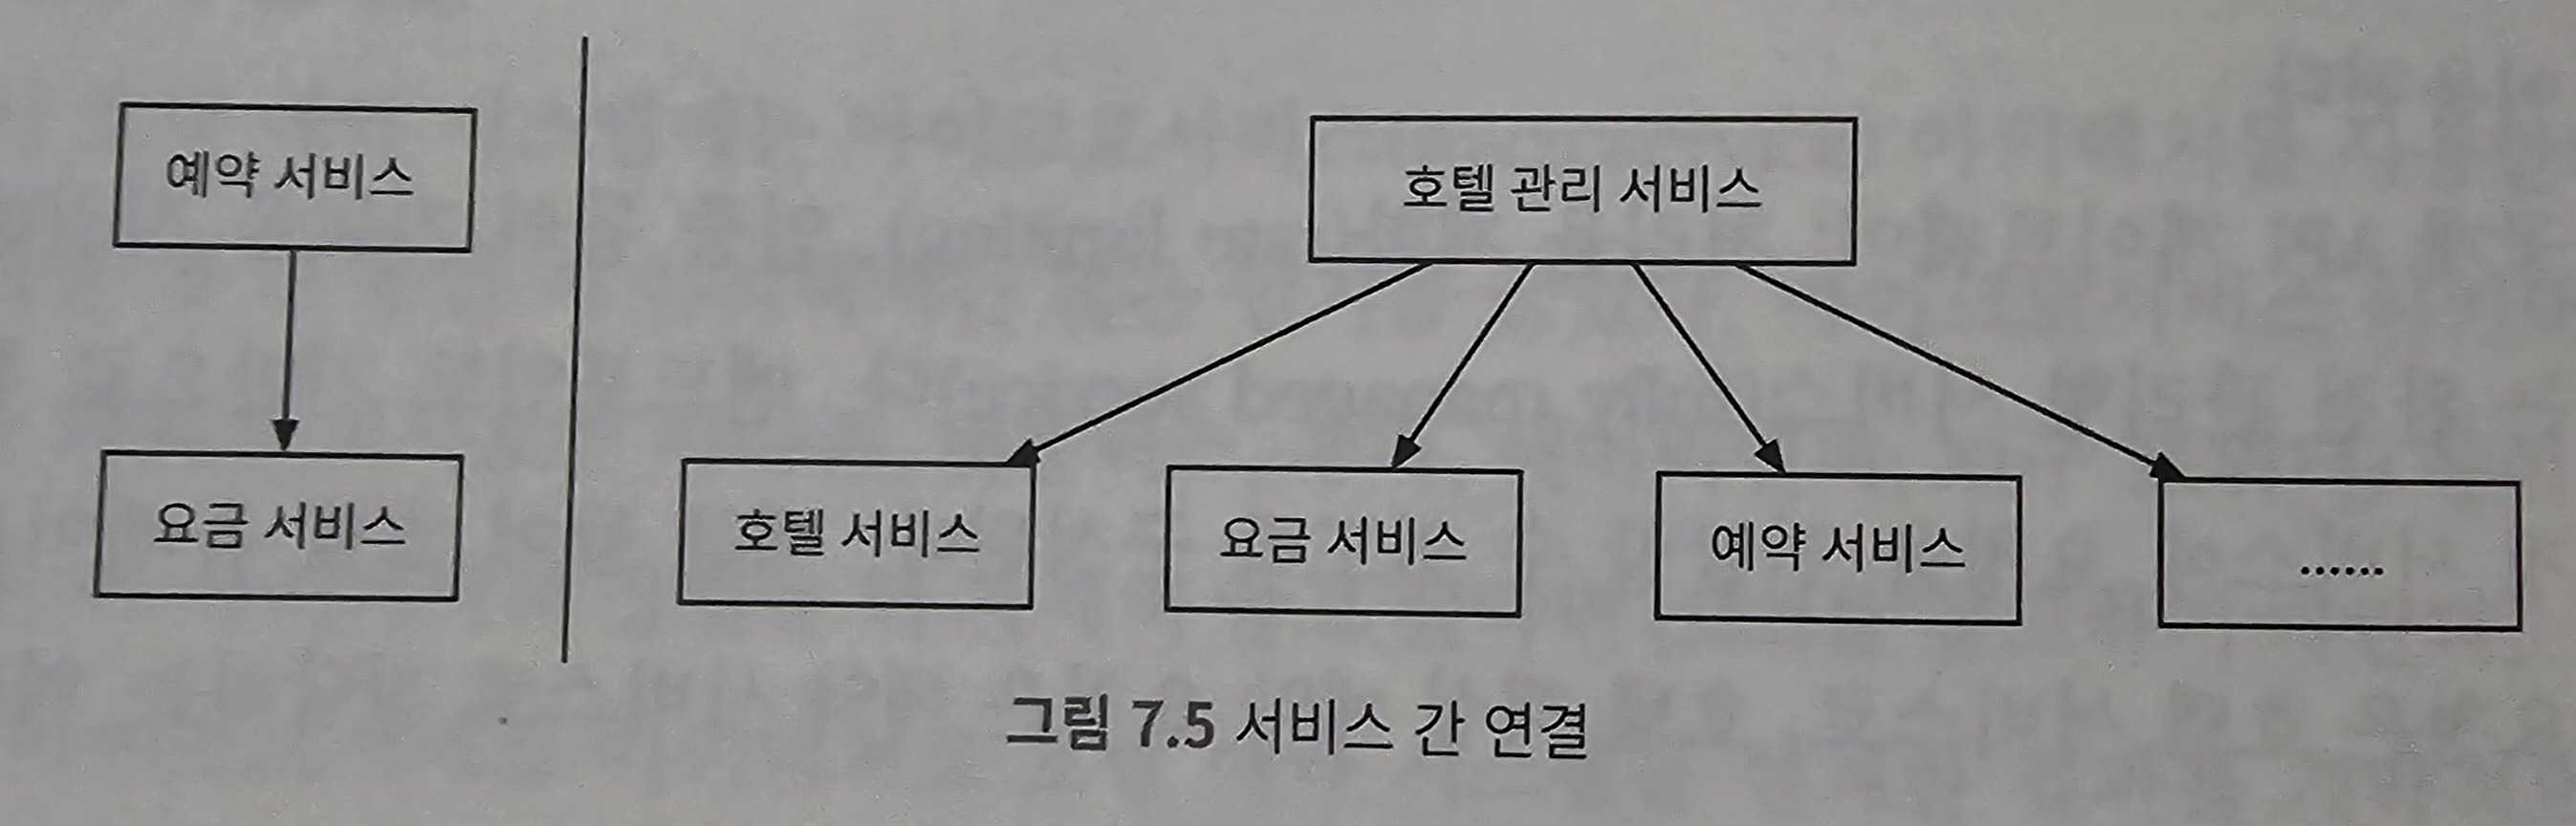 예약 서비스
요금 서비스
호텔 관리 서비스
호텔 서비스
요금 서비스
예약 서비스
......
그림 7.5 서비스 간 연결